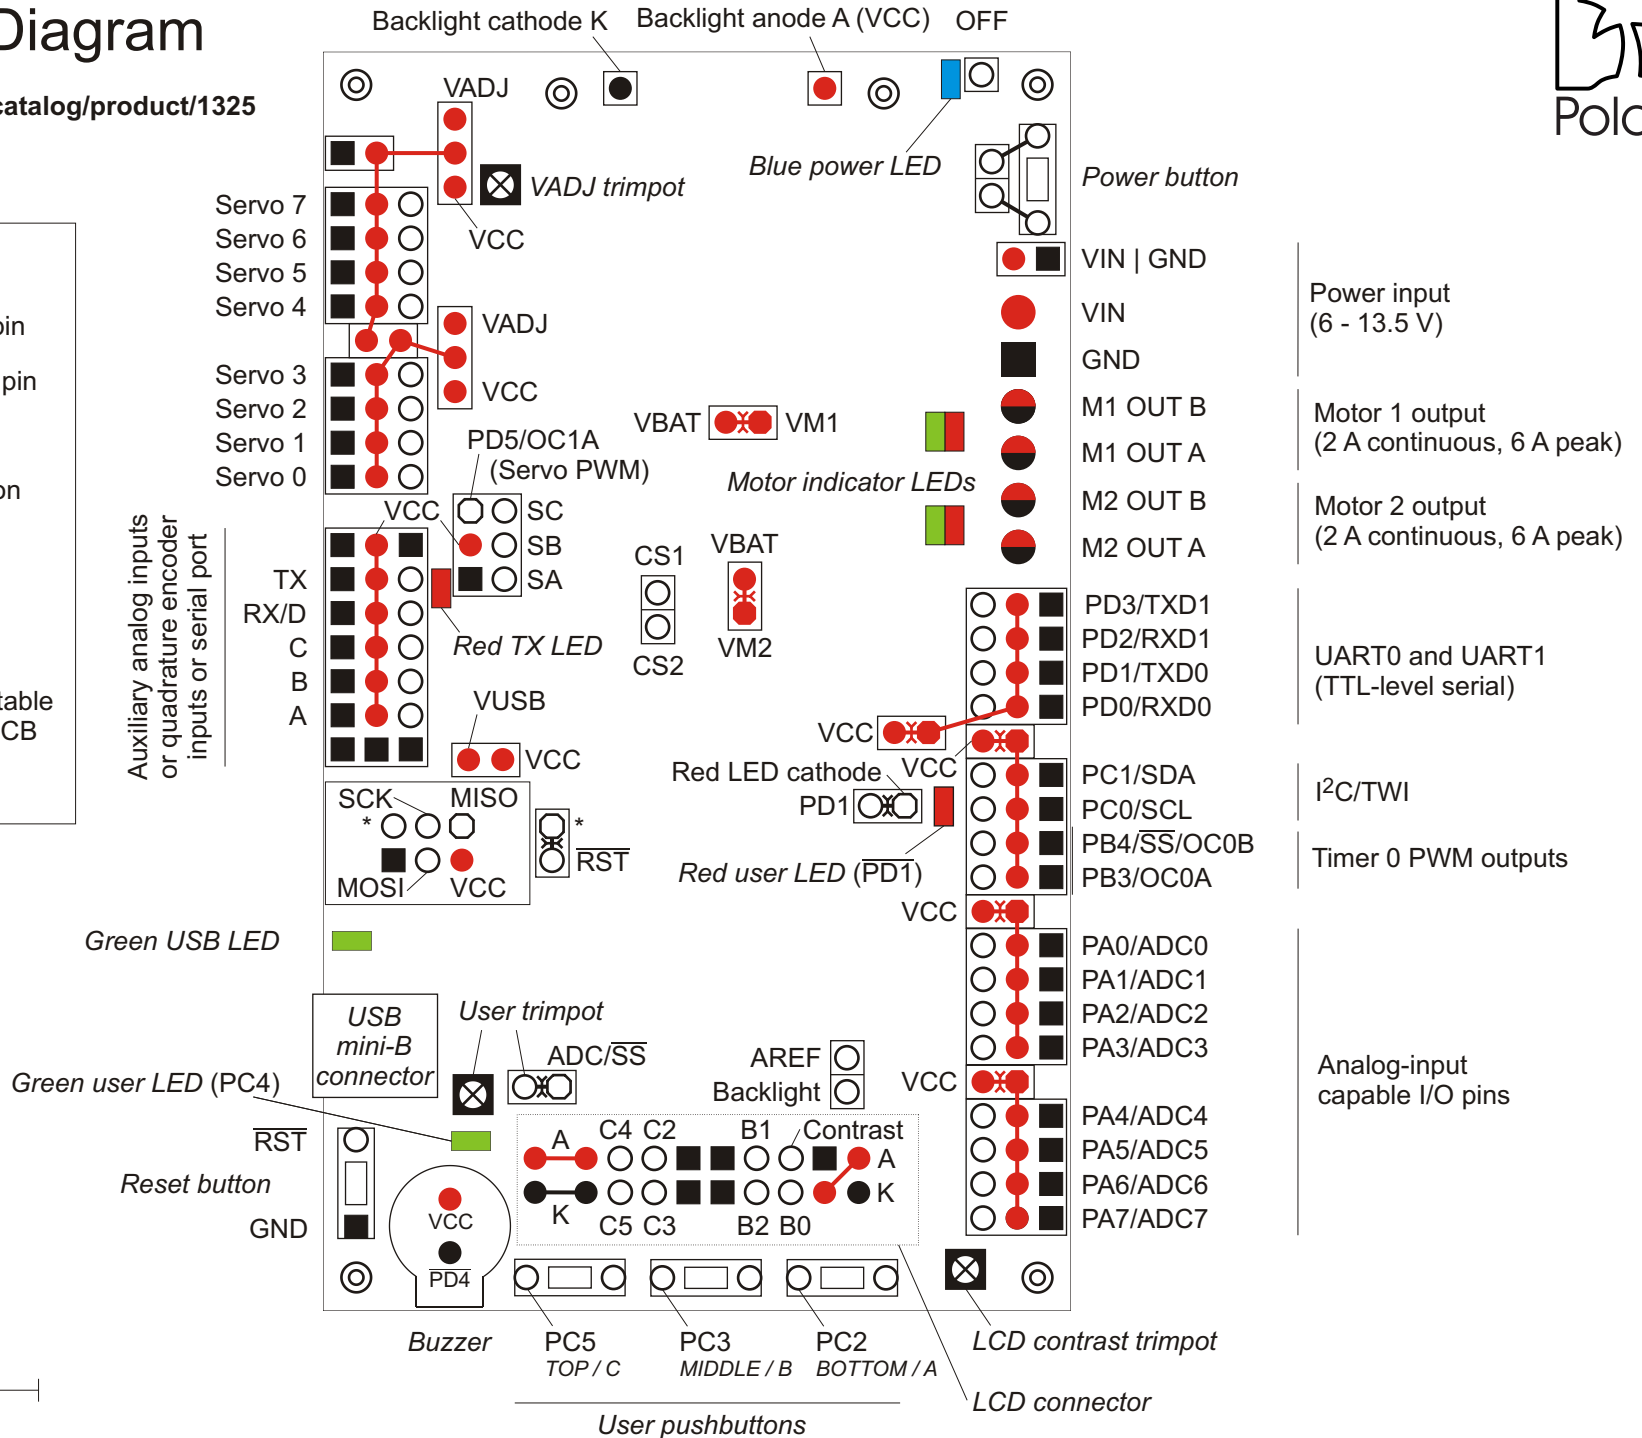 Diagram
catalog/product/1325
Backlight cathode K
Backlight anode A (VCC)
OFF
VADJ
Blue power LED
Power button
VADJ trimpot
VCC
Servo 7
Servo 6
Servo 5
Servo 4
VIN | GND
VIN
GND
Power input
(6 - 13.5 V)
pin
pin
on
table
CB
VADJ
VCC
Servo 3
Servo 2
Servo 1
Servo 0
VBAT
VM1
M1 OUT B
M1 OUT A
Motor 1 output
(2 A continuous, 6 A peak)
PD5/OC1A
(Servo PWM)
Motor indicator LEDs
M2 OUT B
M2 OUT A
Motor 2 output
(2 A continuous, 6 A peak)
VCC
SC
SB
SA
CS1
CS2
VBAT
VM2
Auxiliary analog inputs
or quadrature encoder
inputs or serial port
TX
RX/D
C
B
A
Red TX LED
PD3/TXD1
PD2/RXD1
PD1/TXD0
PD0/RXD0
UART0 and UART1
(TTL-level serial)
VUSB
VCC
VCC
VCC
Red LED cathode
PD1
Red user LED (PD1)
PC1/SDA
PC0/SCL
I2C/TWI
PB4/SS/OC0B
PB3/OC0A
Timer 0 PWM outputs
SCK
MISO
*
*
RST
MOSI
VCC
VCC
Green USB LED
PA0/ADC0
PA1/ADC1
PA2/ADC2
PA3/ADC3
USB
mini-B
connector
User trimpot
ADC/SS
AREF
Backlight
VCC
Analog-input
capable I/O pins
Green user LED (PC4)
PA4/ADC4
PA5/ADC5
PA6/ADC6
PA7/ADC7
RST
Reset button
GND
A
C4 C2
B1
Contrast
A
K
K
C5 C3
B2 B0
VCC
PD4
Buzzer
PC5
TOP / C
PC3
MIDDLE / B
PC2
BOTTOM / A
LCD contrast trimpot
LCD connector
User pushbuttons